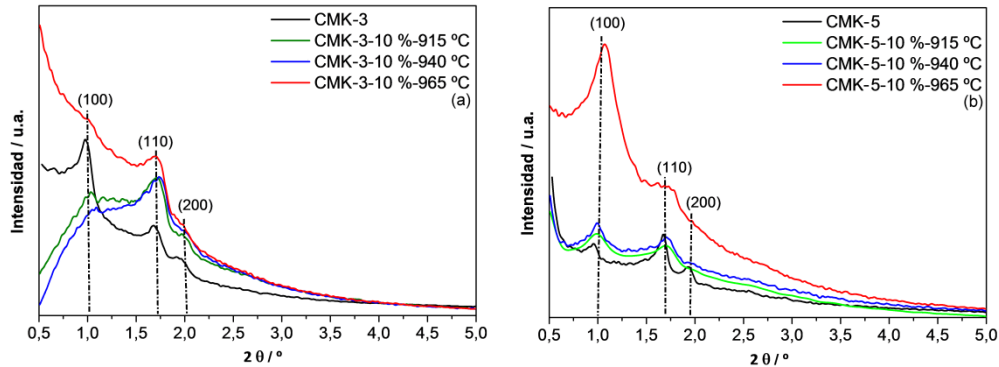 CMK-3
CMK-3-10 %-915 ºC
CMK-3-10 %-940 ºC
CMK-3-10 %-965 ºC
(a)
(100)
(110)
(200)
Intensidad / u.a.
0,5 1,0 1,5 2,0 2,5 3,0 3,5 4,0 4,5 5,0
2 θ / º
CMK-5
CMK-5-10 %-915 ºC
CMK-5-10 %-940 ºC
CMK-5-10 %-965 ºC
(b)
(100)
(110)
(200)
Intensidad / u.a.
0,5 1,0 1,5 2,0 2,5 3,0 3,5 4,0 4,5 5,0
2 θ / º